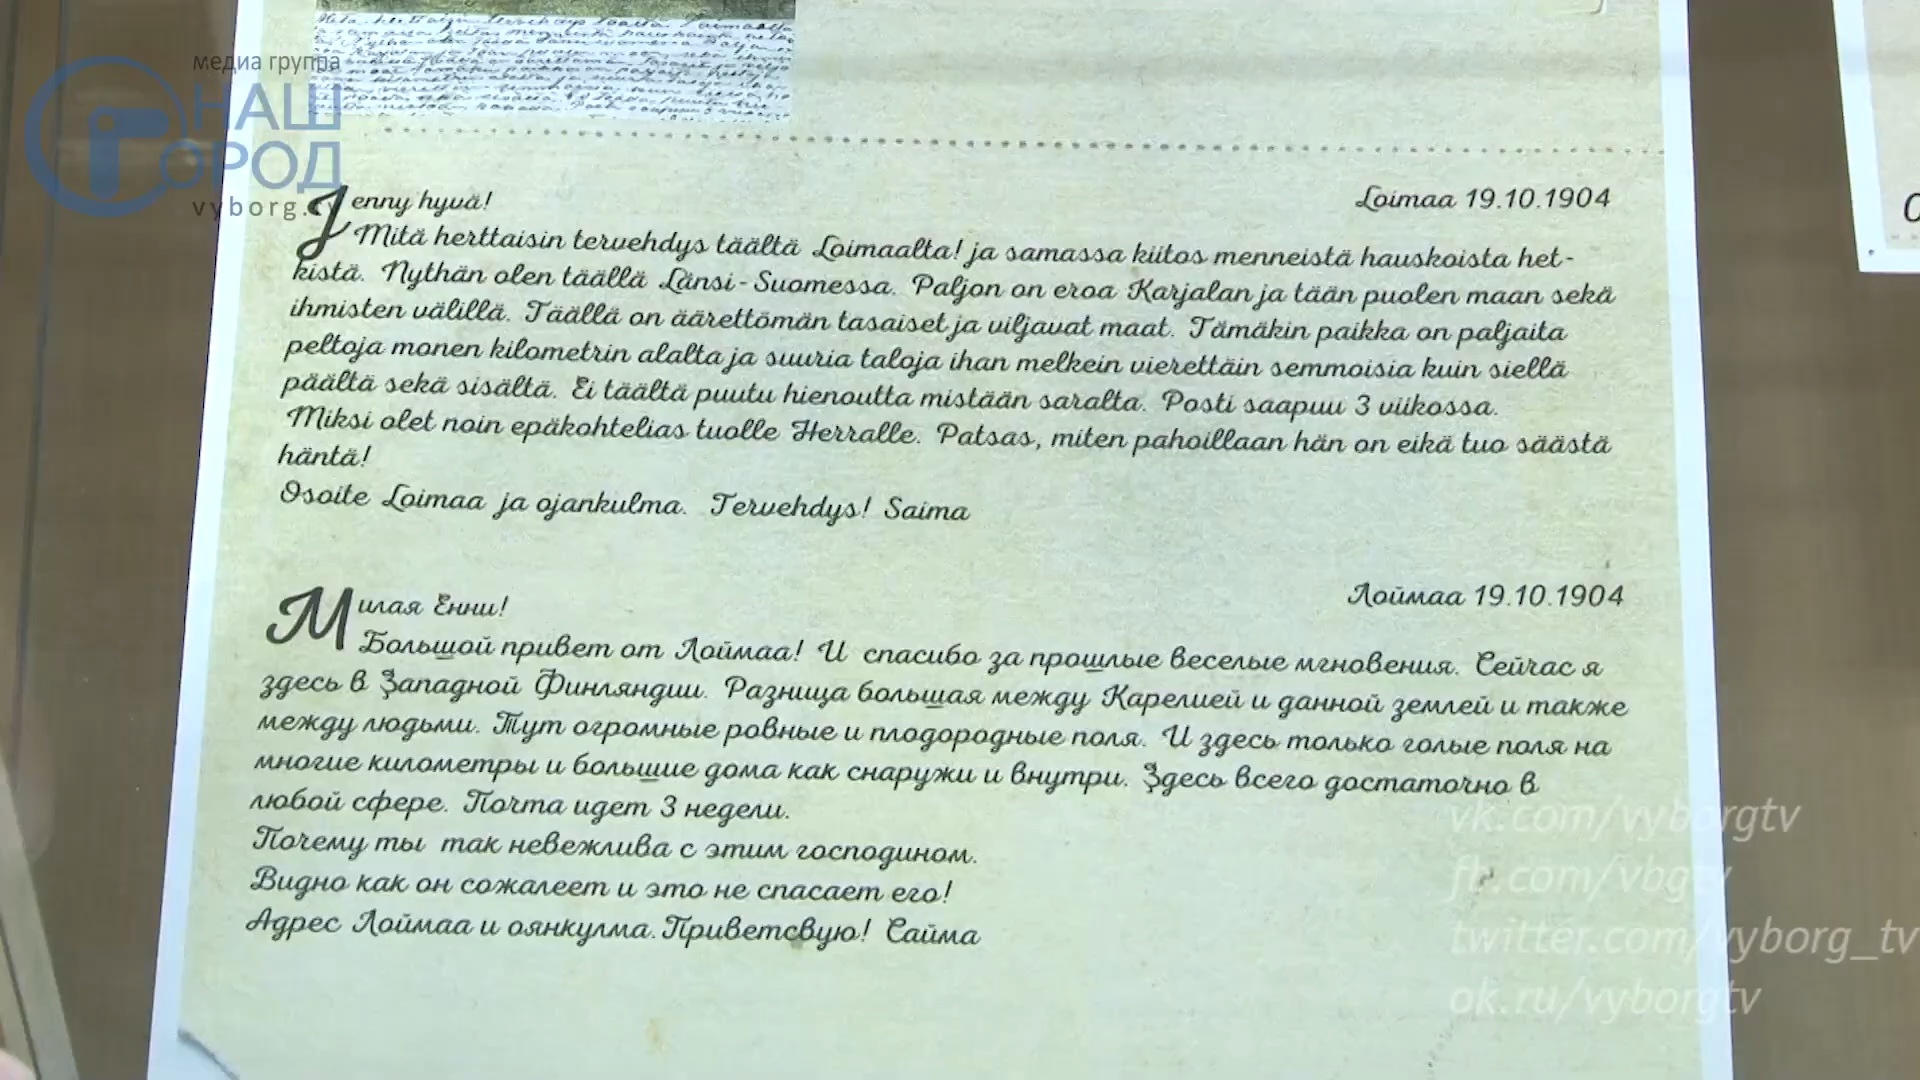 медиа группа
НАШ
ГОРОД
vyborg.
Jenny hyvä!
Loimaa 19.10.1904
Mitä herttaisin tervehdys täältä Loimaalta! ja samassa kiitos menneistä hauskoista het-
kistä. Nythän olen täällä Länsi-Suomessa. Paljon on eroa Karjalan ja tään puolen maan sekä
ihmisten välillä. Täällä on äärettömän tasaiset ja viljavat maat. Tämäkin paikka on paljaita
peltoja monen kilometrin alalta ja suuria taloja ihan melkein vierettäin semmoisia kuin siellä
päältä sekä sisältä. Ei täältä puutu hienoutta mistään saralta. Posti saapuu 3 viikossa.
Miksi olet noin epäkohtelias tuolle Herralle. Patsas, miten pahoillaan hän on eikä tuo säästä
häntä!
Osoite Loimaa ja ojankulma. Tervehdys! Saima
Милая Енни!
Лоймаа 19.10.1904
Большой привет от Лоймаа! И спасибо за прошлые веселые мгновения. Сейчас я
здесь в Западной Финляндии. Разница большая между Карелией и данной землей и также
между людьми. Тут огромные ровные и плодородные поля. И здесь только голые поля на
многие километры и большие дома как снаружи и внутри. Здесь всего достаточно в
любой сфере. Почта идет 3 недели.
Почему ты так невежлива с этим господином.
Видно как он сожалеет и это не спасает его!
Адрес Лоймаа и оянкулма. Приветсвую! Сайма
vk.com/vyborgtv
fb.com/vbgtv
twitter.com/vyborg_tv
ok.ru/vyborgtv